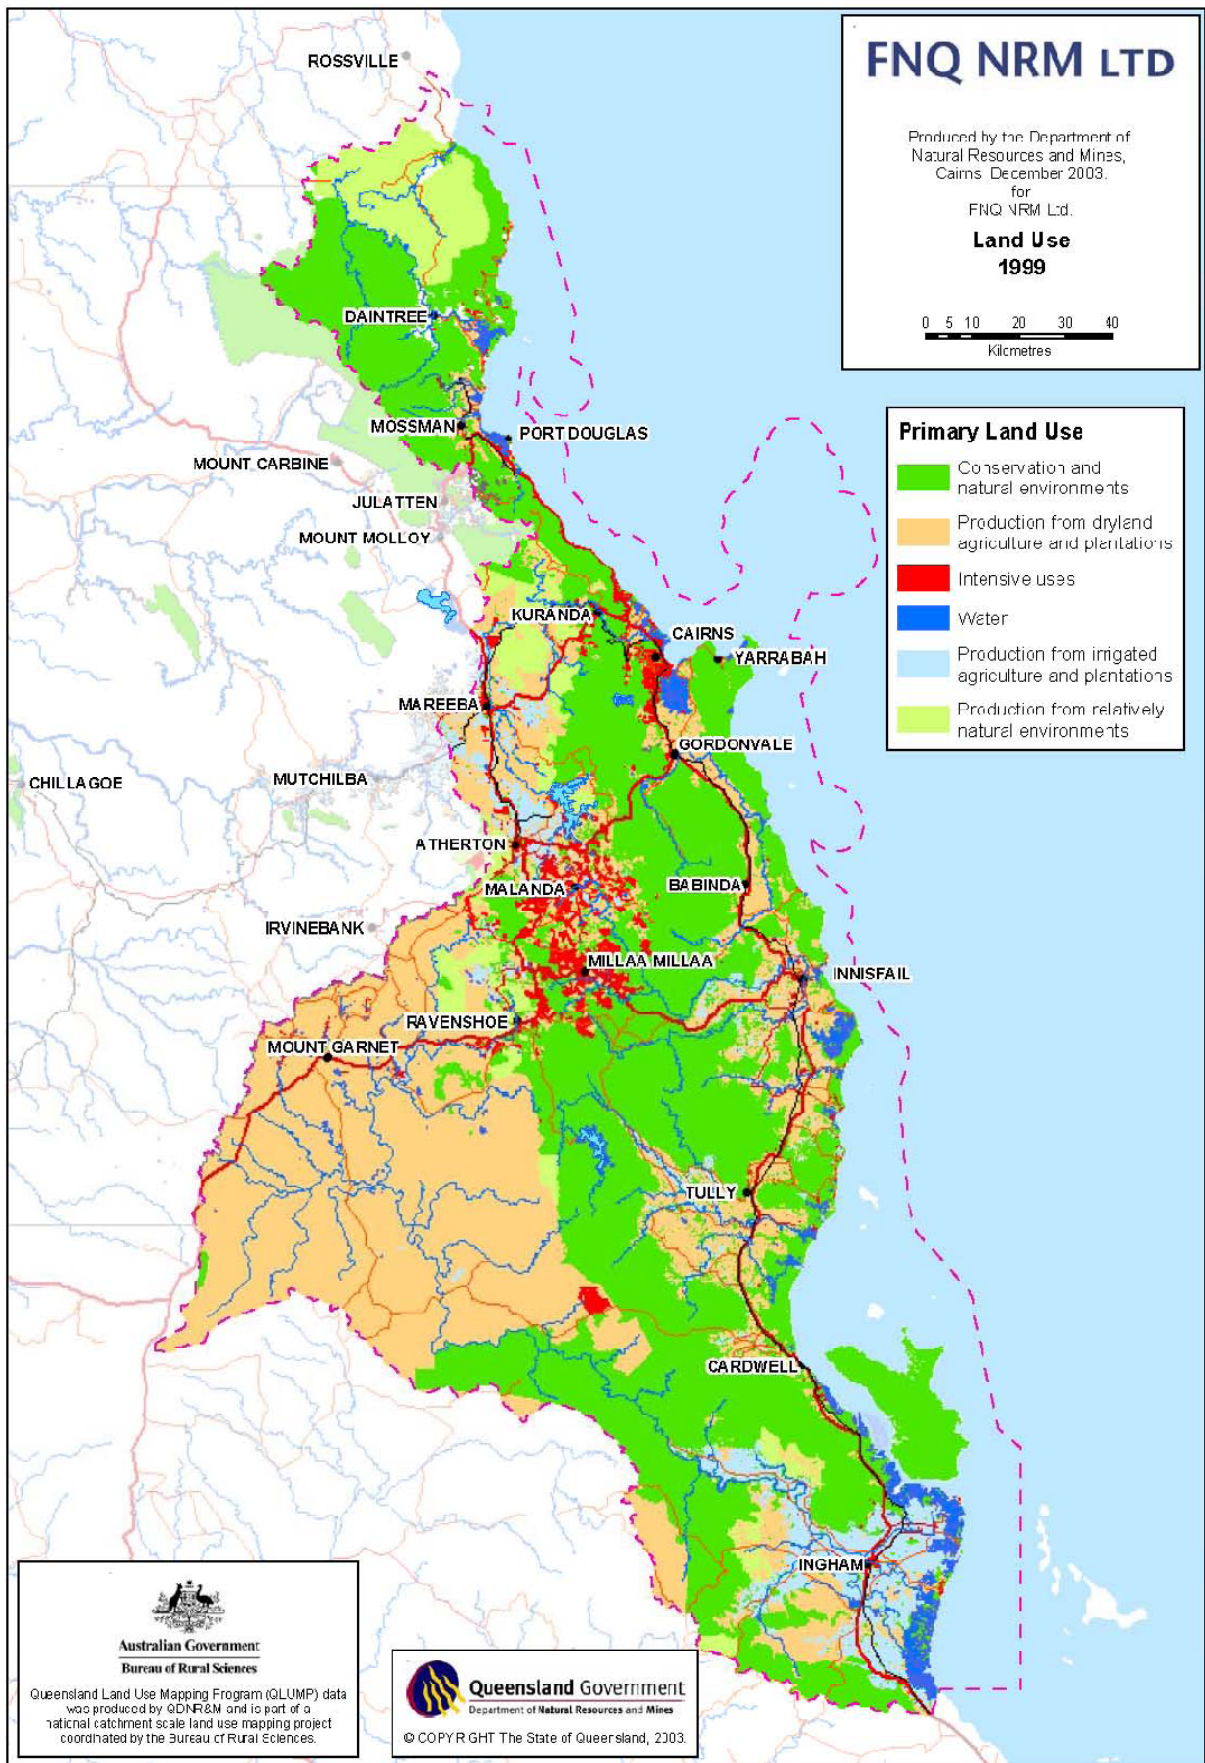 FNQ NRM LTD
Produced by the Department of
Natural Resources and Mines,
Cairns December 2003.
for
FNQ NRM Ltd.
Land Use
1999
0 5 10 20 30 40
Kilometres
Primary Land Use
Conservation and
natural environments
Production from dryland
agriculture and plantations
Intensive uses
Water
Production from irrigated
agriculture and plantations
Production from relatively
natural environments
ROSSVILLE
DAINTREE
MOSSMAN
PORT DOUGLAS
MOUNT CARBINE
JULATTEN
MOUNT MOLLOY
KURANDA
CAIRNS
YARRABAH
MAREEBA
GORDONVALE
CHILLAGOE
MUTCHILBA
ATHERTON
MALANDA
BABINDA
IRVINEBANK
MILLAA MILLAA
INNISFAIL
RAVENSHOE
MOUNT GARNET
TULLY
CARDWELL
INGHAM
Australian Government
Bureau of Rural Sciences
Queensland Land Use Mapping Program (QLUMP) data
was produced by QDNR&M and is part of a
national catchment scale land use mapping project
coordinated by the Bureau of Rural Sciences.
Queensland Government
Department of Natural Resources and Mines
© COPYRIGHT The State of Queensland, 2003.